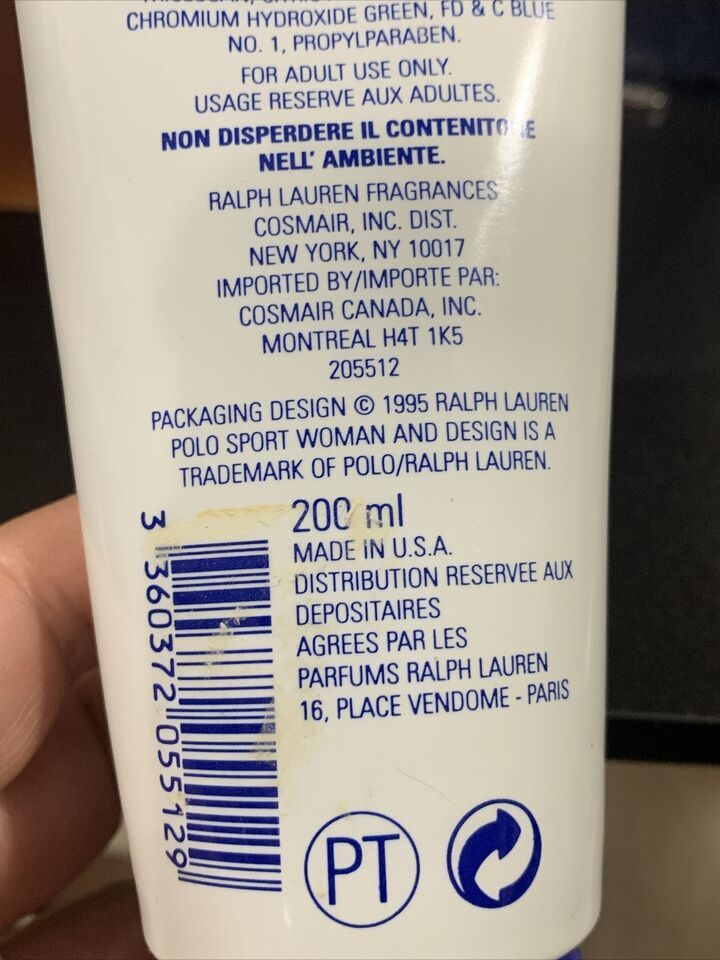 CHROMIUM HYDROXIDE GREEN, FD & C BLUE
NO. 1, PROPYLPARABEN.
FOR ADULT USE ONLY.
USAGE RESERVE AUX ADULTES.
NON DISPERDERE IL CONTENITORE
NELL' AMBIENTE.
RALPH LAUREN FRAGRANCES
COSMAIR, INC. DIST.
NEW YORK, NY 10017
IMPORTED BY/IMPORTE PAR:
COSMAIR CANADA, INC.
MONTREAL H4T 1K5
205512
PACKAGING DESIGN © 1995 RALPH LAUREN
POLO SPORT WOMAN AND DESIGN IS A
TRADEMARK OF POLO/RALPH LAUREN.
200 ml
MADE IN U.S.A.
DISTRIBUTION RESERVEE AUX
DEPOSITAIRES
AGREES PAR LES
PARFUMS RALPH LAUREN
16, PLACE VENDOME - PARIS
3 360372 055129
PT